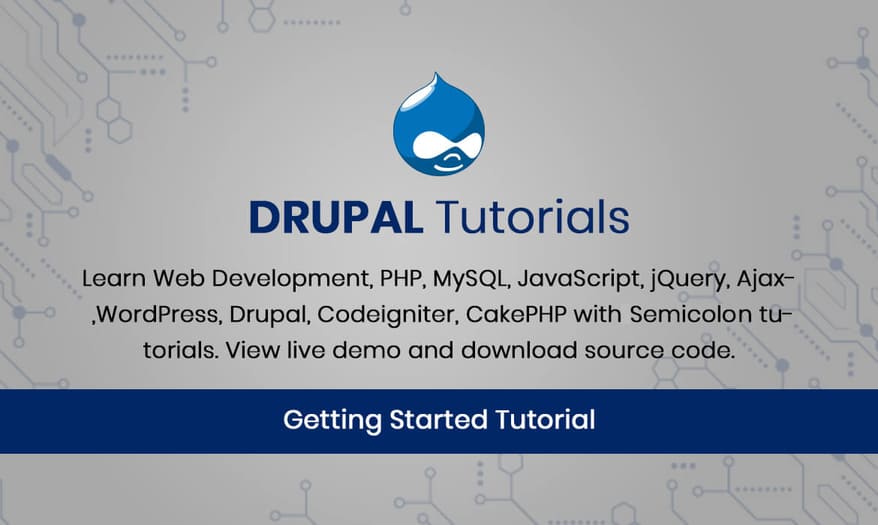 DRUPAL Tutorials
Learn Web Development, PHP, MySQL, JavaScript, jQuery, Ajax-
,WordPress, Drupal, Codeigniter, CakePHP with Semicolon tu-
torials. View live demo and download source code.
Getting Started Tutorial